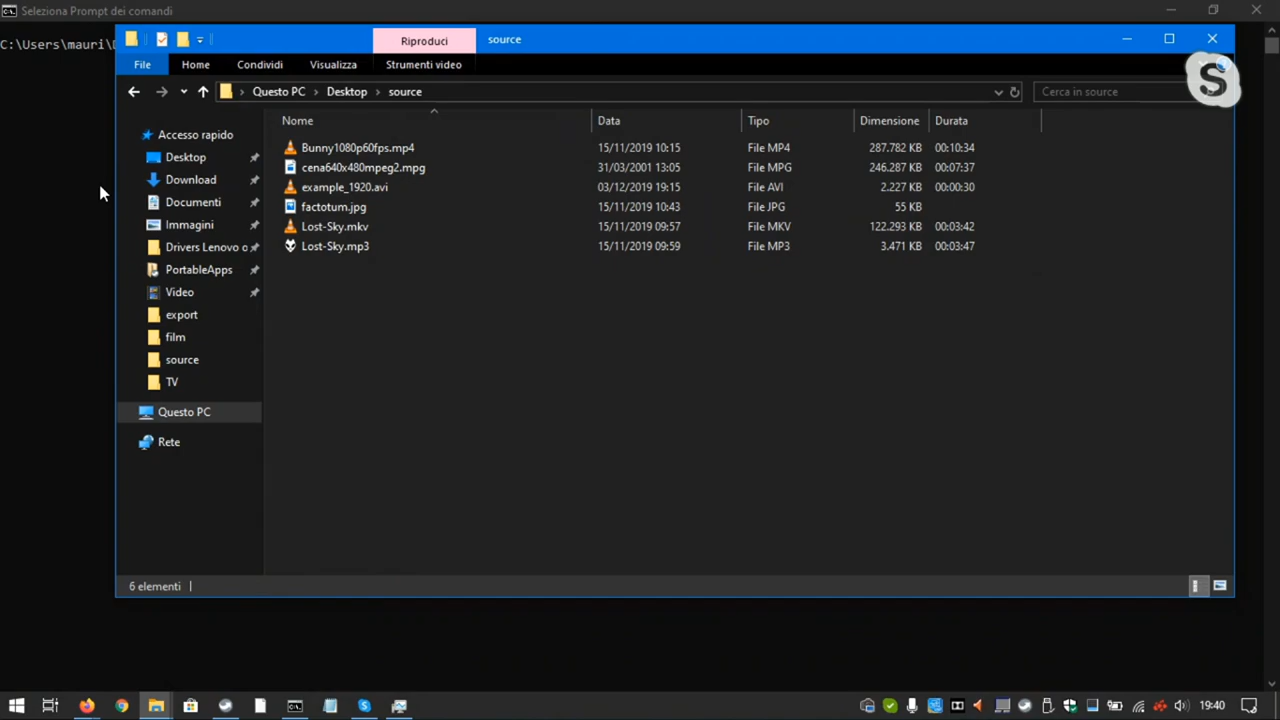 Seleziona Prompt dei comandi
C:\Users\mauri\
Riproduci
source
File
Home
Condividi
Visualizza
Strumenti video
Questo PC > Desktop > source
Cerca in source
Nome
Data
Tipo
Dimensione
Durata
Bunny1080p60fps.mp4 15/11/2019 10:15 File MP4 287.782 KB 00:10:34
cena640x480mpeg2.mpg 31/03/2001 13:05 File MPG 246.287 KB 00:07:37
example_1920.avi 03/12/2019 19:15 File AVI 2.227 KB 00:00:30
factotum.jpg 15/11/2019 10:43 File JPG 55 KB
Lost-Sky.mkv 15/11/2019 09:57 File MKV 122.293 KB 00:03:42
Lost-Sky.mp3 15/11/2019 09:59 File MP3 3.471 KB 00:03:47
Accesso rapido
Desktop
Download
Documenti
Immagini
Drivers Lenovo o
PortableApps
Video
export
film
source
TV
Questo PC
Rete
6 elementi
19:40